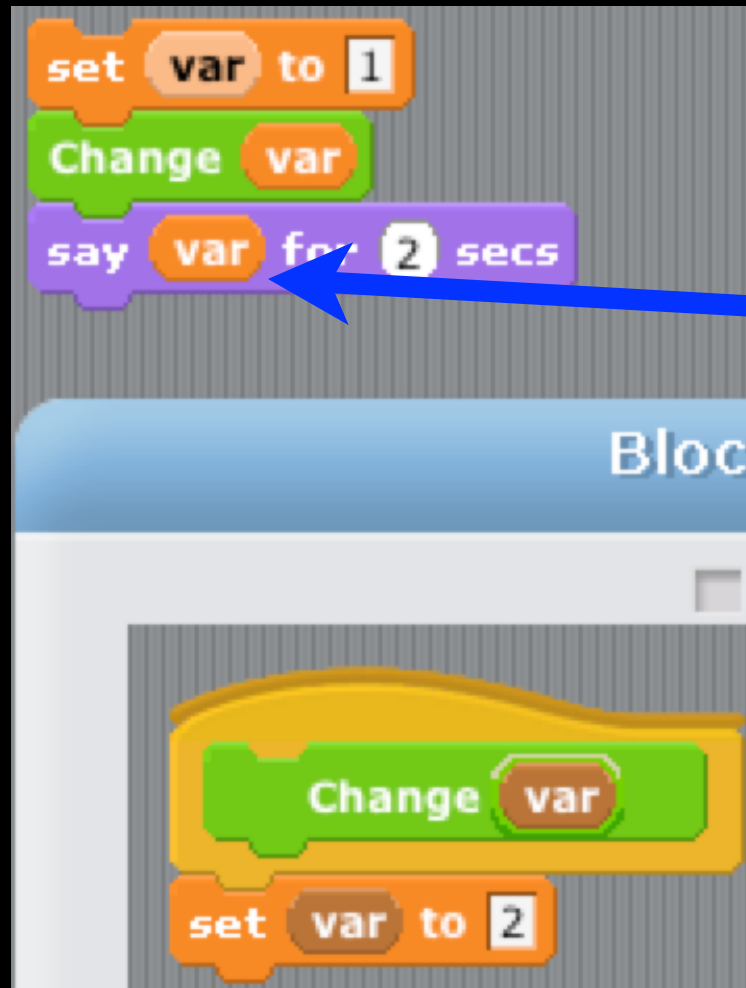 set var to 1
Change var
say var for 2 secs
Bloc
Change var
set var to 2